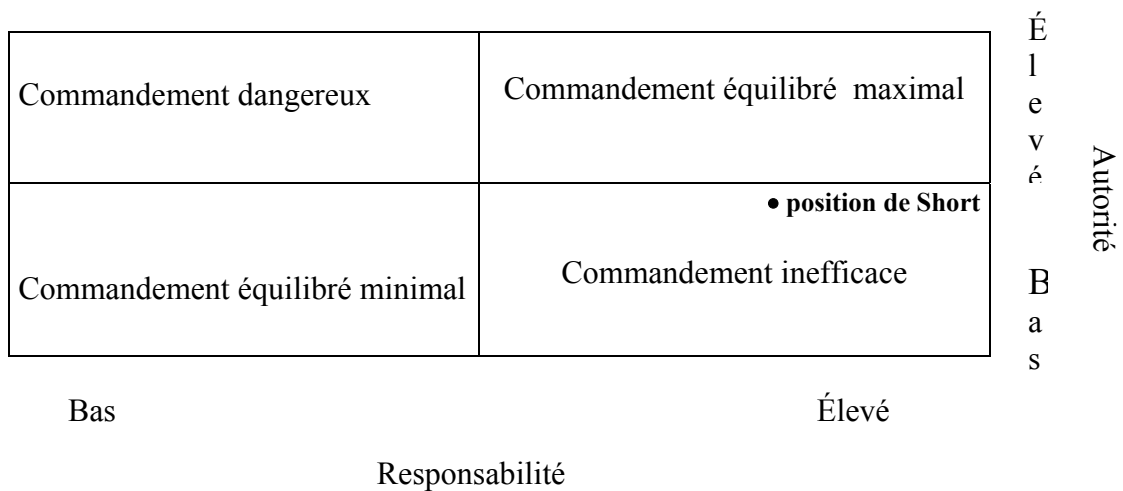 Commandement dangereux
Commandement équilibré maximal
• position de Short
Commandement équilibré minimal
Commandement inefficace
Élevé
Bas
Autorité
Bas
Élevé
Responsabilité